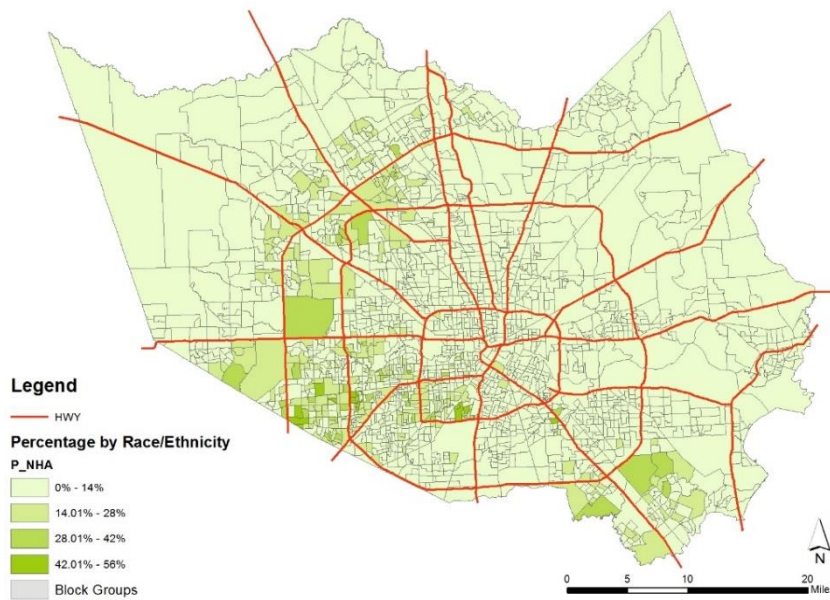 Legend
HWY
Percentage by Race/Ethnicity
P_NHA
0% - 14%
14.01% - 28%
28.01% - 42%
42.01% - 56%
Block Groups
N
0 5 10 20
Mile